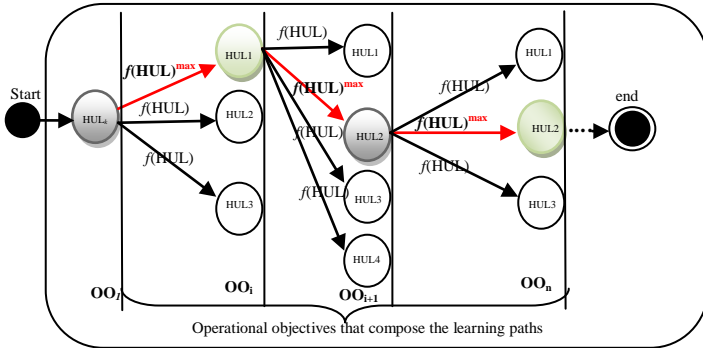 Start
HULi
f(HUL)max
f(HUL)
f(HUL)
HUL1
HUL2
HUL3
f(HUL)
f(HUL)max
f(HUL)
f(HUL)
HUL1
HUL2
HUL3
HUL4
f(HUL)
f(HUL)max
f(HUL)
HUL1
HUL2
HUL3
end
OO1
OOi
OOi+1
OOn
Operational objectives that compose the learning paths